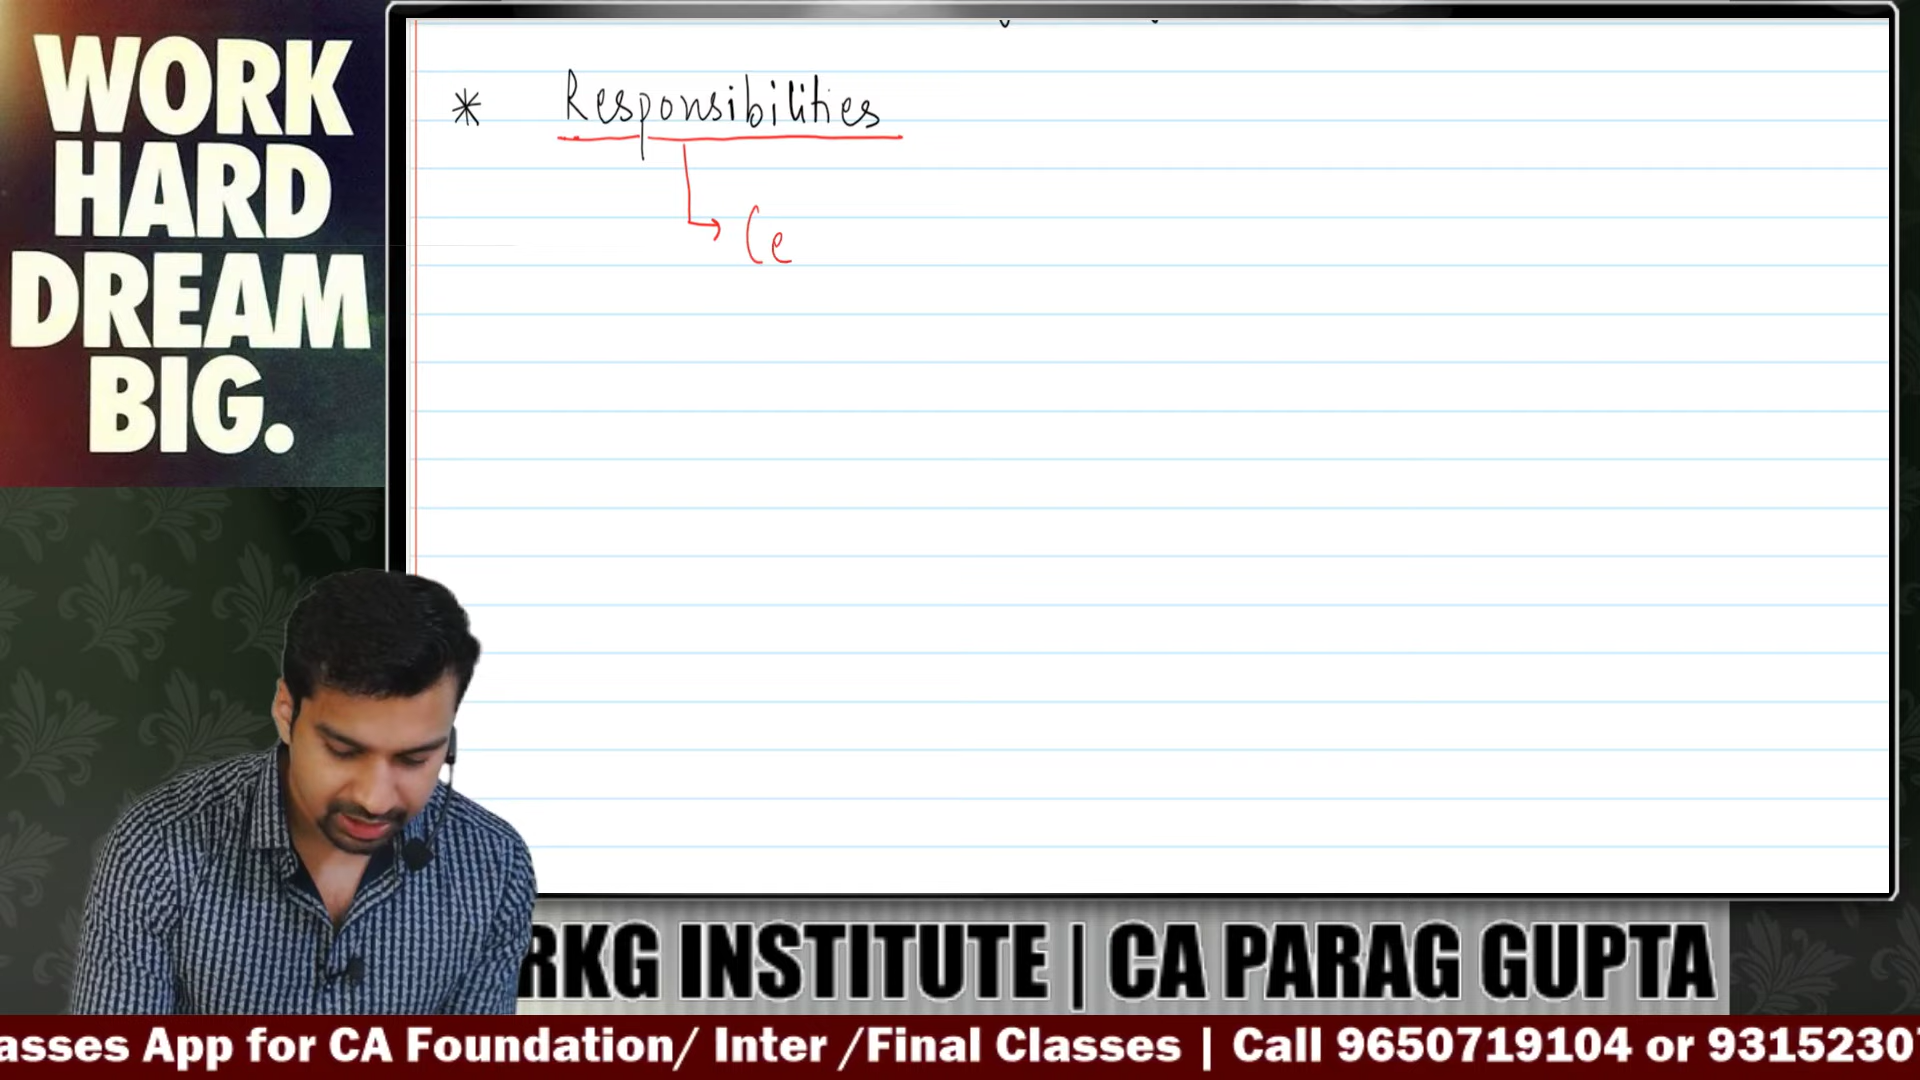 WORK
HARD
DREAM
BIG.
* Responsibilities
Ce
RKG INSTITUTE | CA PARAG GUPTA
asses App for CA Foundation/ Inter /Final Classes | Call 9650719104 or 93152307